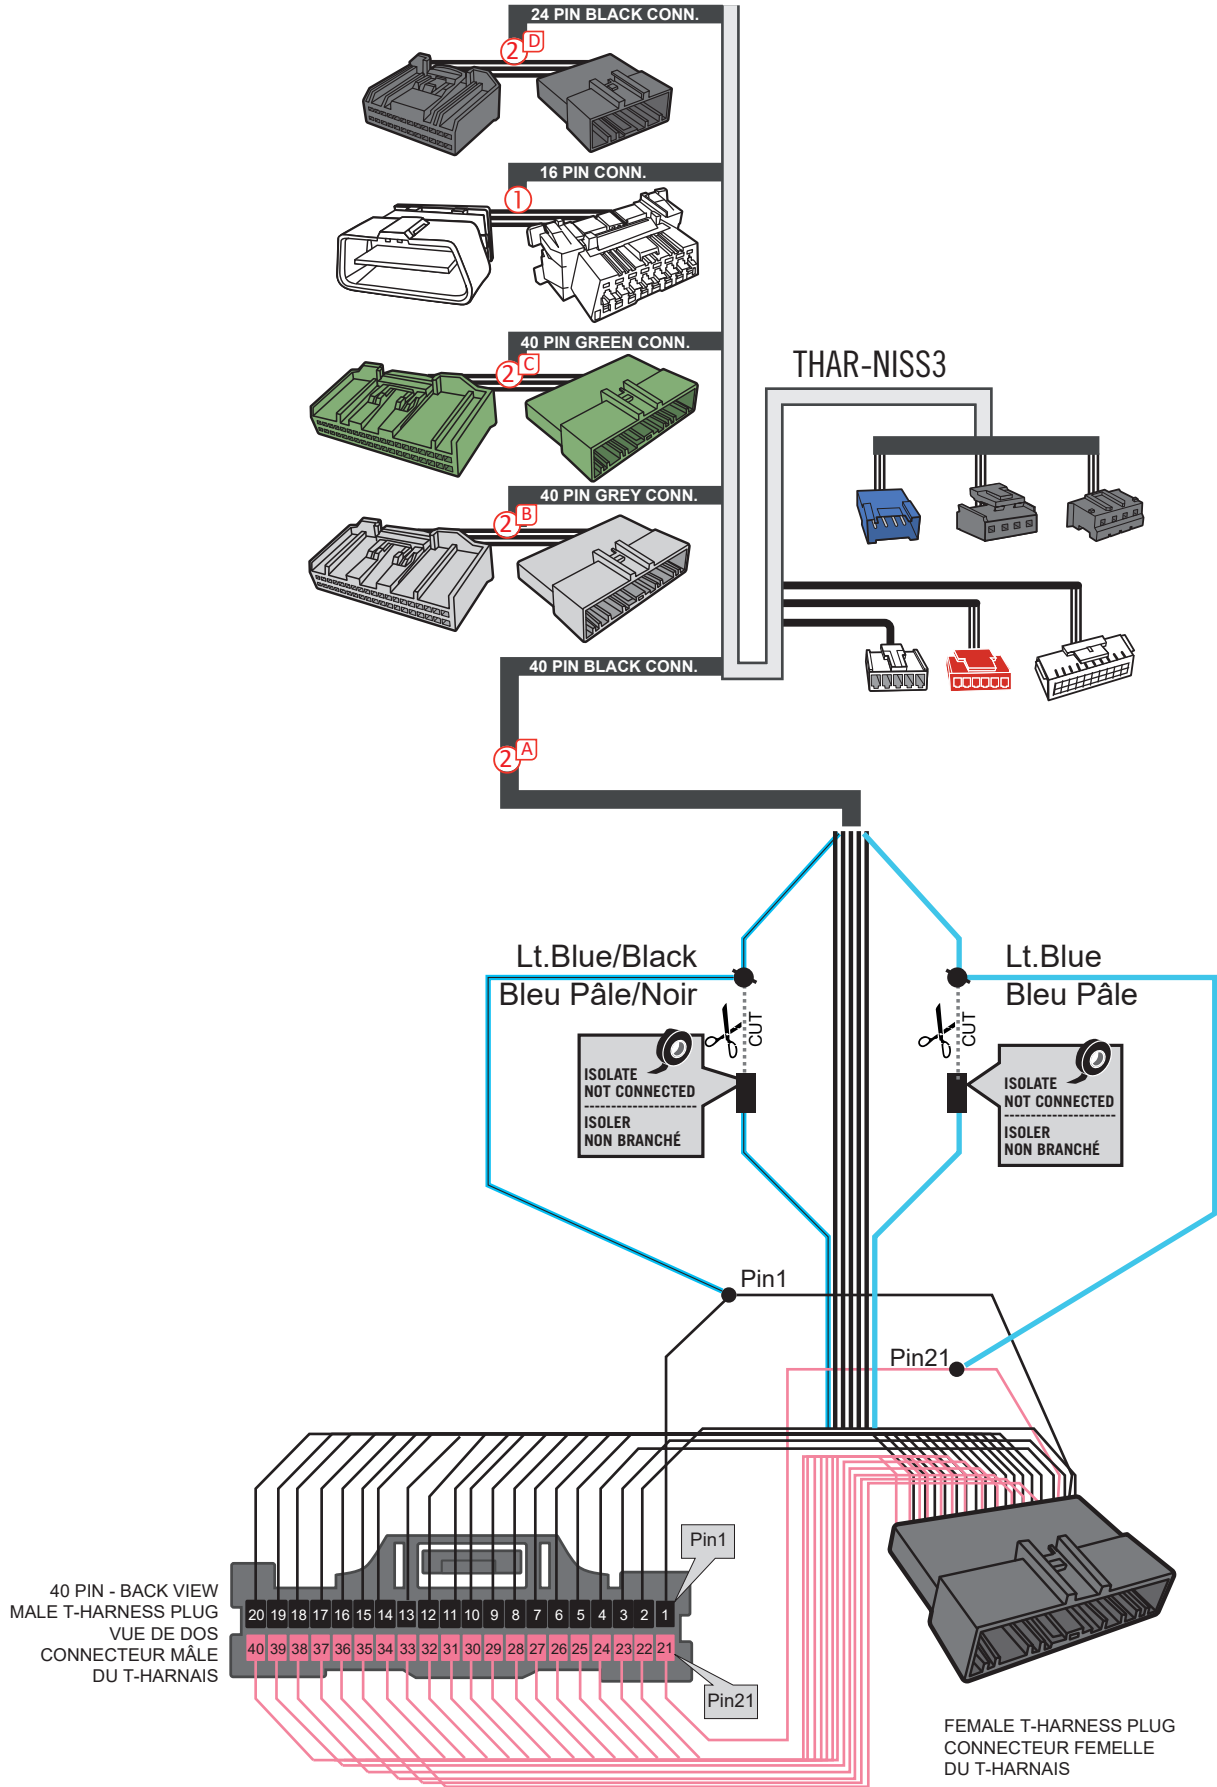 24 PIN BLACK CONN.
2 D
16 PIN CONN.
1
40 PIN GREEN CONN.
2 C
THAR-NISS3
40 PIN GREY CONN.
2 B
40 PIN BLACK CONN.
2 A
Lt.Blue/Black
Bleu Pâle/Noir
Lt.Blue
Bleu Pâle
CUT
CUT
ISOLATE
NOT CONNECTED
ISOLER
NON BRANCHÉ
ISOLATE
NOT CONNECTED
ISOLER
NON BRANCHÉ
Pin1
Pin21
Pin1
40 PIN - BACK VIEW
MALE T-HARNESS PLUG
VUE DE DOS
CONNECTEUR MÂLE
DU T-HARNAIS
20 19 18 17 16 15 14 13 12 11 10 9 8 7 6 5 4 3 2 1
40 39 38 37 36 35 34 33 32 31 30 29 28 27 26 25 24 23 22 21
Pin21
FEMALE T-HARNESS PLUG
CONNECTEUR FEMELLE
DU T-HARNAIS